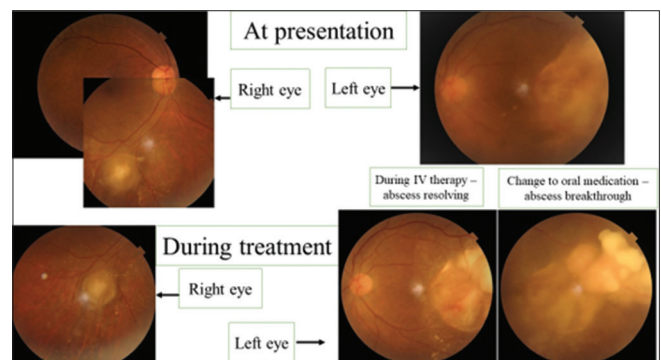 At presentation
Right eye
Left eye
During IV therapy –
abscess resolving
Change to oral medication –
abscess breakthrough
During treatment
Right eye
Left eye